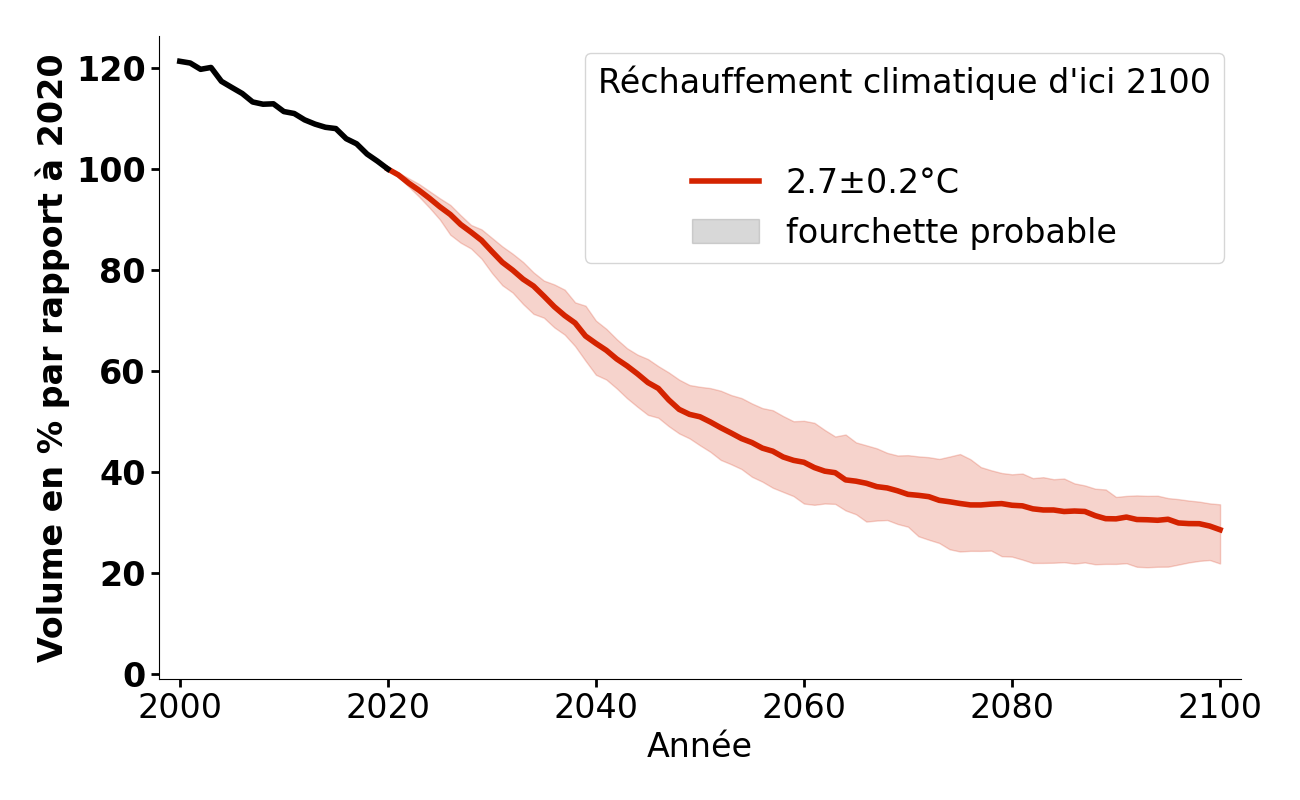 Volume en % par rapport à 2020
120
100
80
60
40
20
0
Réchauffement climatique d'ici 2100
2.7±0.2°C
fourchette probable
2000 2020 2040 2060 2080 2100
Année